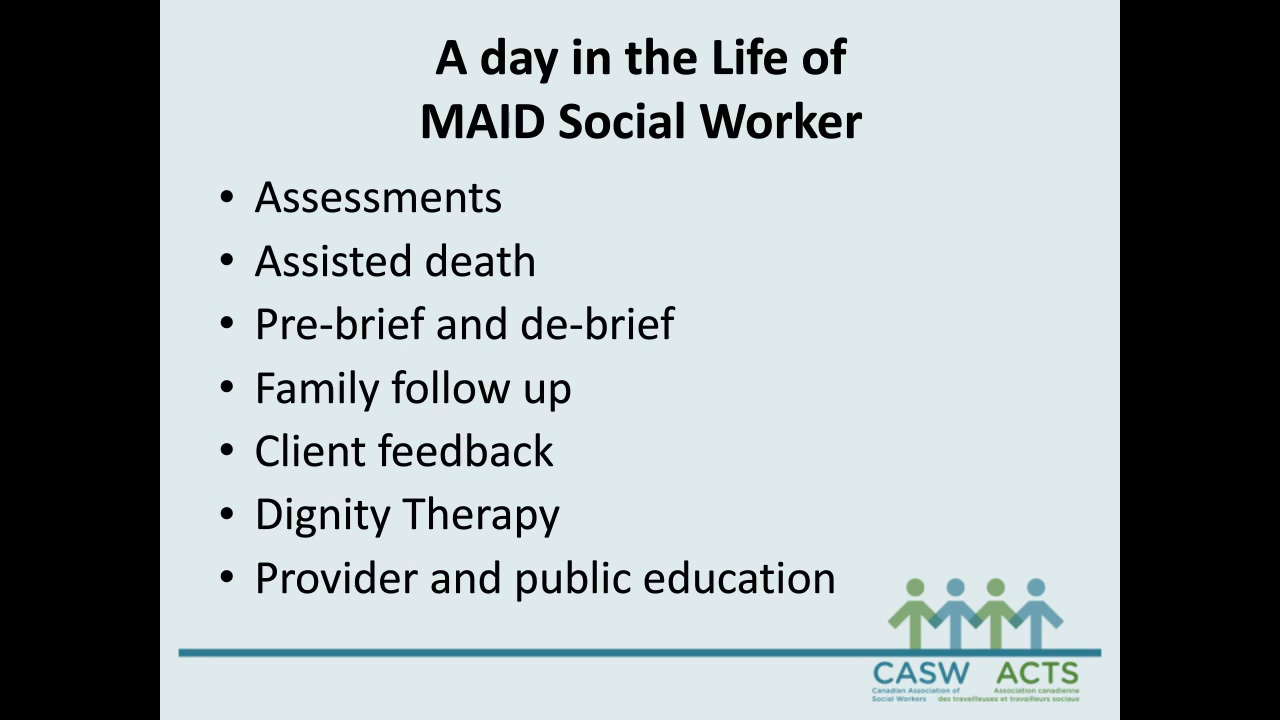 A day in the Life of
MAID Social Worker
• Assessments
• Assisted death
• Pre-brief and de-brief
• Family follow up
• Client feedback
• Dignity Therapy
• Provider and public education
CASW ACTS
Canadian Association of Association canadienne
Social Workers des travailleuses et travailleurs sociaux